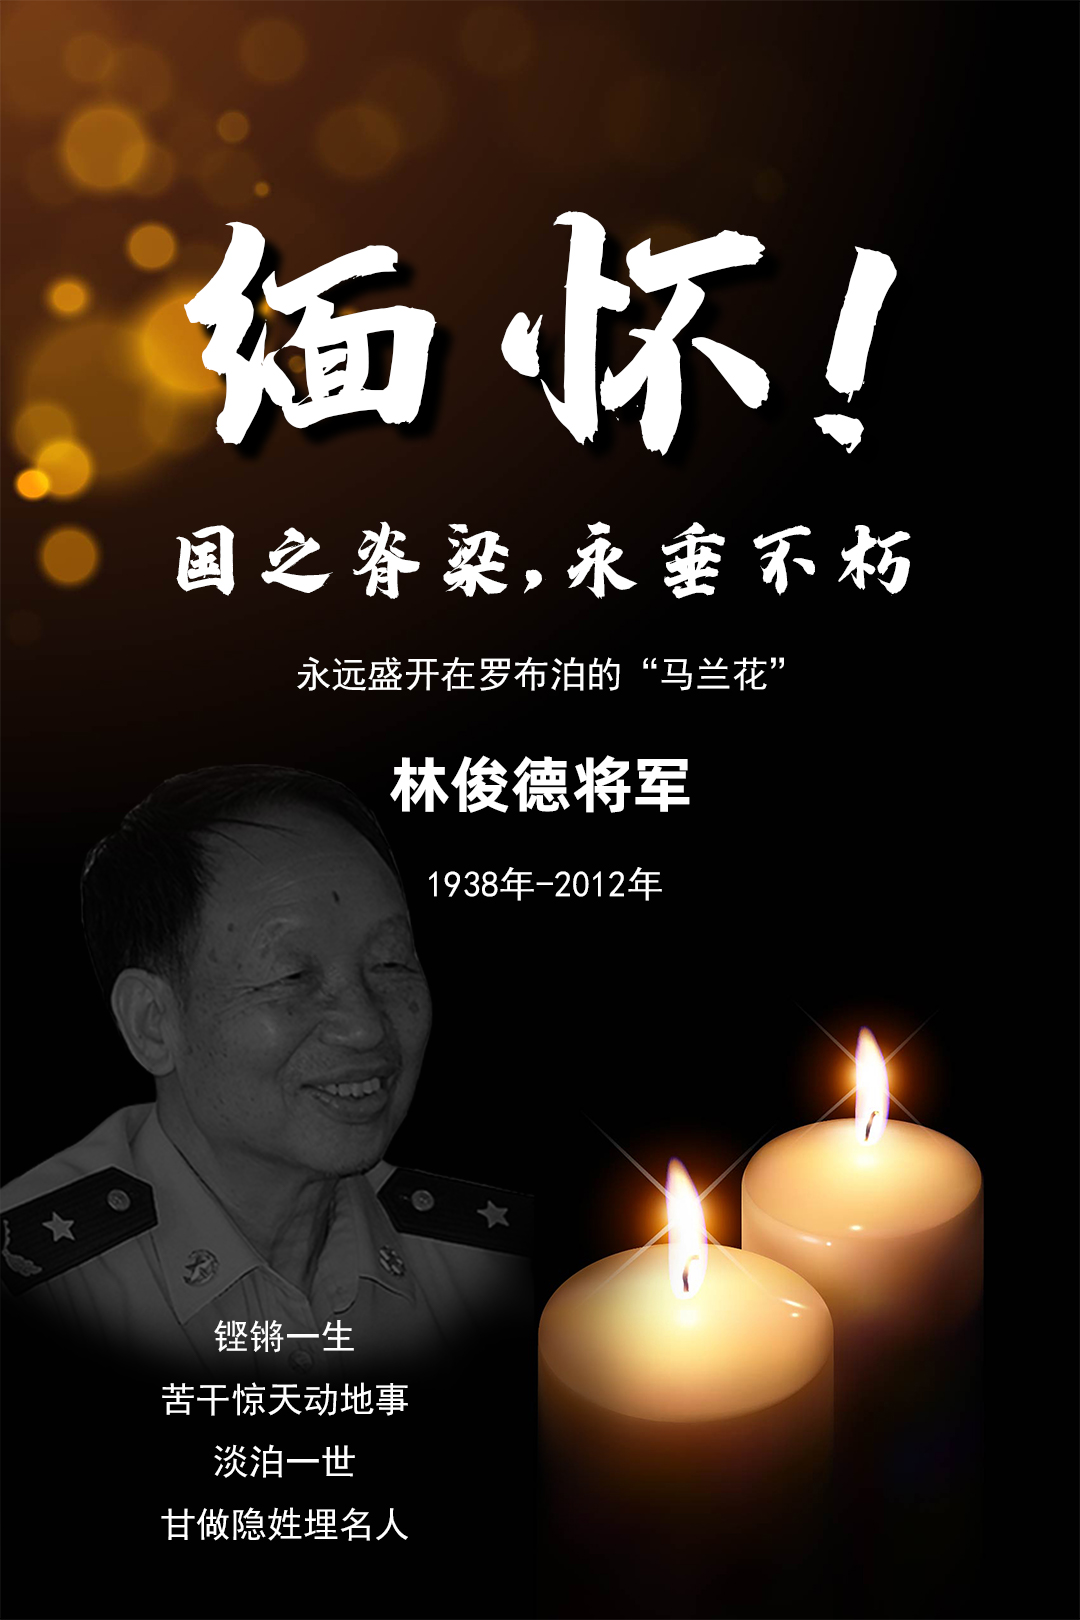 缅怀！
国之脊梁，永垂不朽
永远盛开在罗布泊的“马兰花”
林俊德将军
1938年-2012年
铿锵一生
苦干惊天动地事
淡泊一世
甘做隐姓埋名人